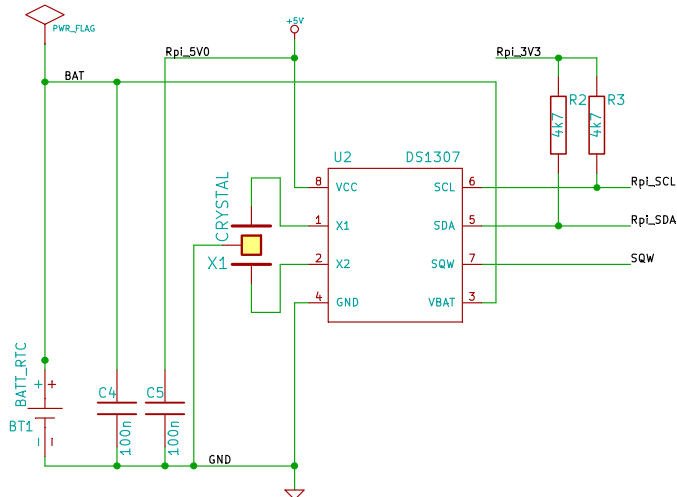 PWR_FLAG
+5V
Rpi_5V0
Rpi_3V3
BAT
R2
4k7
R3
4k7
U2
DS1307
CRYSTAL
X1
8
VCC
SCL
6
Rpi_SCL
1
X1
SDA
5
Rpi_SDA
2
X2
SQW
7
SQW
4
GND
VBAT
3
BATT_RTC
+ +
BT1
- -
C4
100n
C5
100n
GND